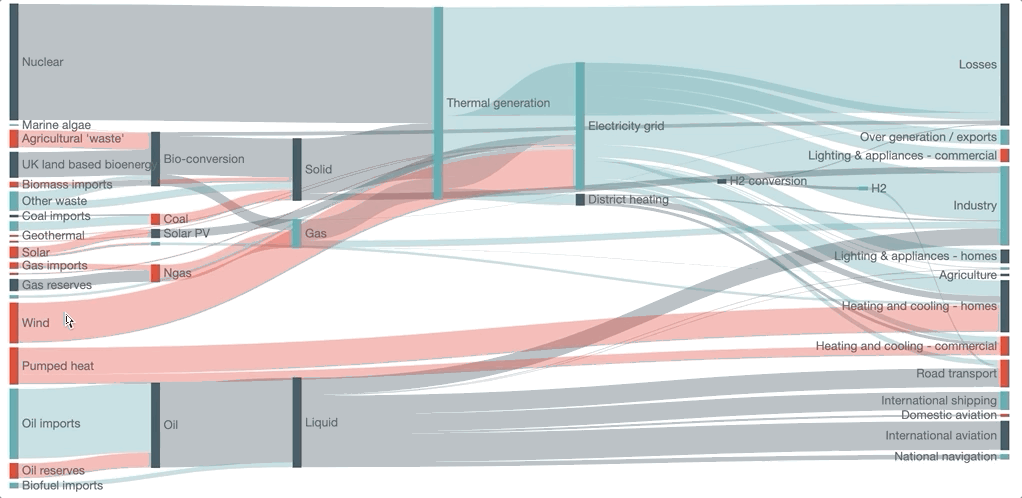 Nuclear
Marine algae
Agricultural 'waste'
UK land based bioenergy
Biomass imports
Other waste
Coal imports
Geothermal
Solar
Gas imports
Gas reserves
Wind
Pumped heat
Oil imports
Oil reserves
Biofuel imports
Bio-conversion
Coal
Solar PV
Ngas
Oil
Solid
Gas
Liquid
Thermal generation
Electricity grid
District heating
H2 conversion
H2
Losses
Over generation / exports
Lighting & appliances - commercial
Industry
Lighting & appliances - homes
Agriculture
Heating and cooling - homes
Heating and cooling - commercial
Road transport
International shipping
Domestic aviation
International aviation
National navigation